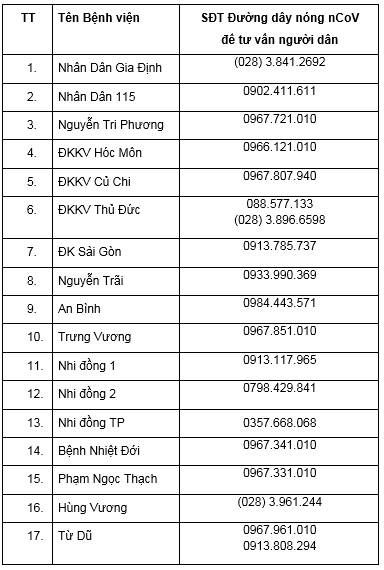 TT Tên Bệnh viện SĐT Đường dây nóng nCoV
để tư vấn người dân
1. Nhân Dân Gia Định (028) 3.841.2692
2. Nhân Dân 115 0902.411.611
3. Nguyễn Tri Phương 0967.721.010
4. ĐKKV Hóc Môn 0966.121.010
5. ĐKKV Củ Chi 0967.807.940
6. ĐKKV Thủ Đức 088.577.133
(028) 3.896.6598
7. ĐK Sài Gòn 0913.785.737
8. Nguyễn Trãi 0933.990.369
9. An Bình 0984.443.571
10. Trưng Vương 0967.851.010
11. Nhi đồng 1 0913.117.965
12. Nhi đồng 2 0798.429.841
13. Nhi đồng TP 0357.668.068
14. Bệnh Nhiệt Đới 0967.341.010
15. Phạm Ngọc Thạch 0967.331.010
16. Hùng Vương (028) 3.961.244
17. Từ Dũ 0967.961.010
0913.808.294